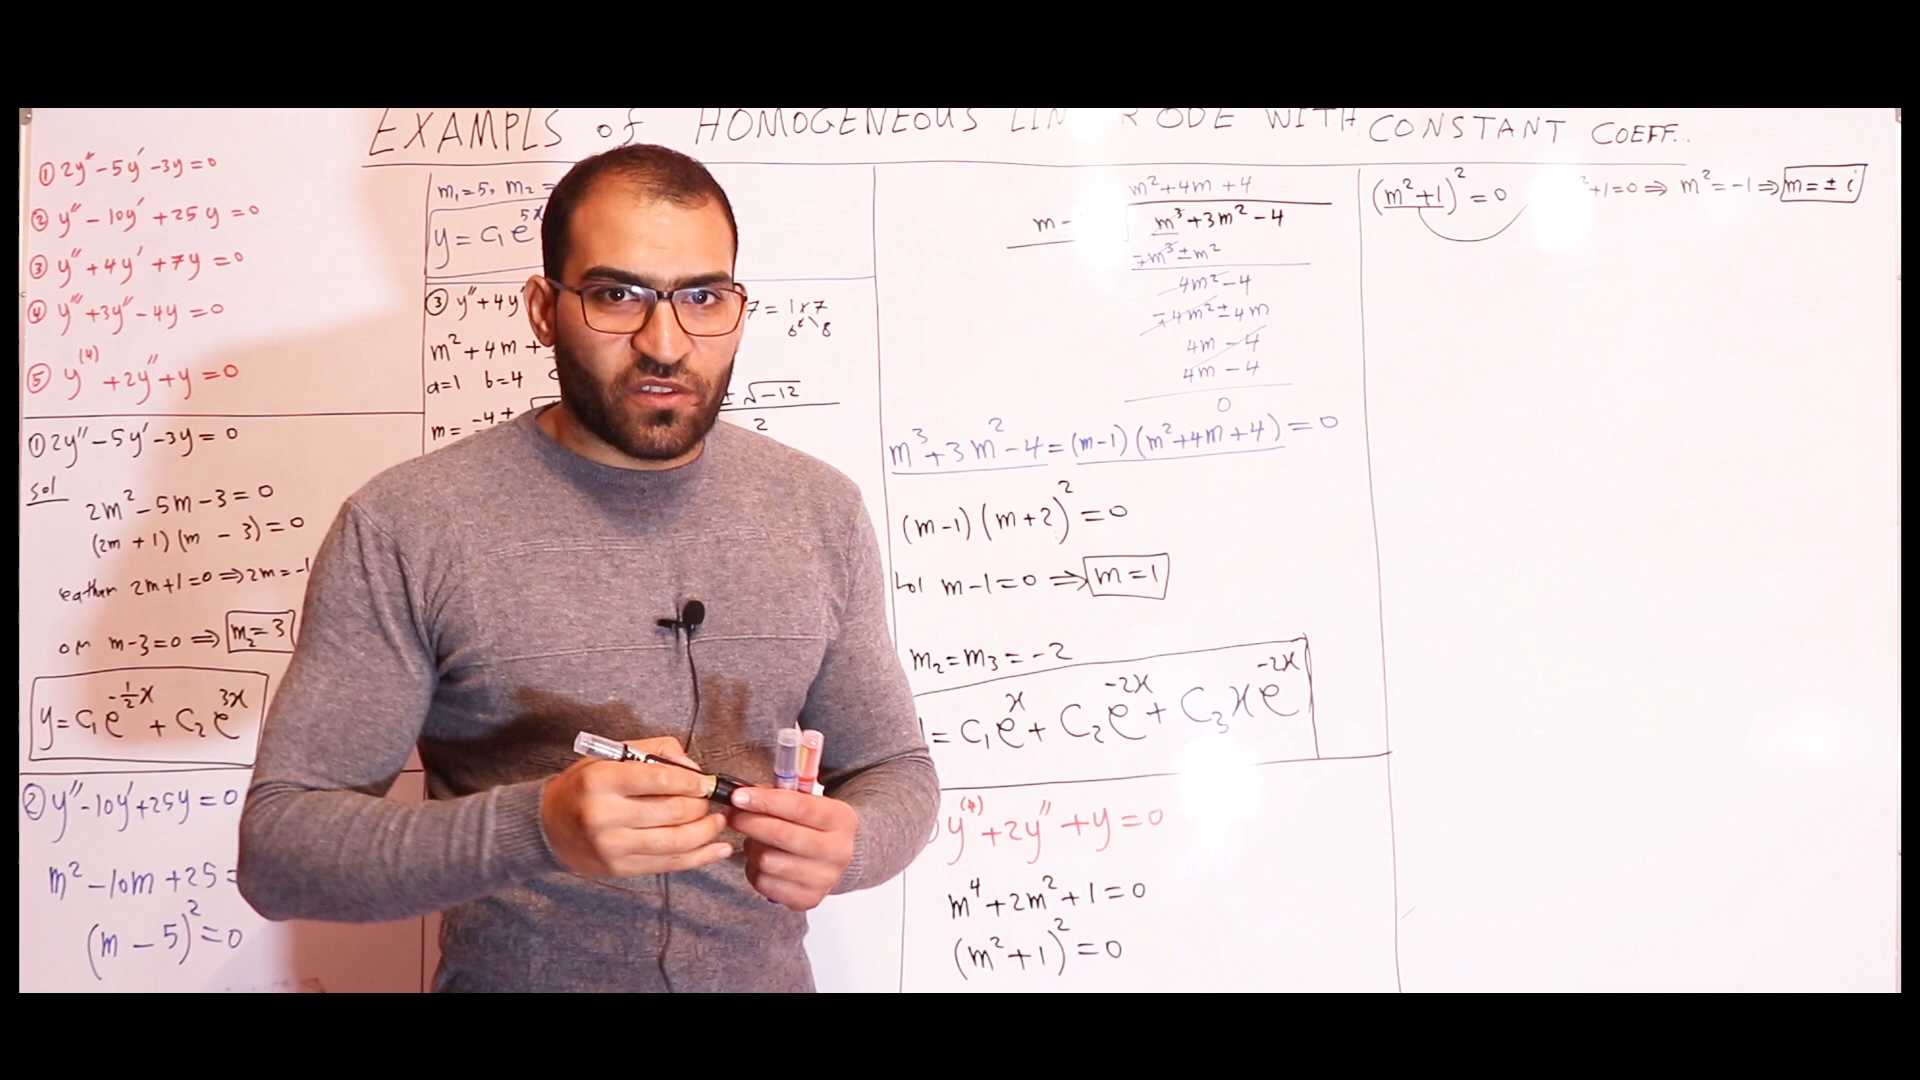 EXAMPLS of HOMOGENEOUS LIN R ODE WITH CONSTANT COEFF..
① 2y'' - 5y' - 3y = 0
② y'' - 10y' + 25y = 0
③ y'' + 4y' + 7y = 0
④ y''' + 3y'' - 4y = 0
⑤ y⁽⁴⁾ + 2y'' + y = 0
① 2y'' - 5y' - 3y = 0
sol
2m² - 5m - 3 = 0
(2m + 1)(m - 3) = 0
eathr 2m+1=0 ⇒ 2m = -1
or m-3=0 ⇒ m₂=3
y = C₁e^{-½x} + C₂e^{3x}
② y'' - 10y' + 25y = 0
m² - 10m + 25 =
(m - 5)² = 0
m₁=5, m₂ =
y = C₁e^{5x}
③ y'' + 4y'
7 = 1×7
6 8
m² + 4m +
a=1 b=4
± √-12
m = -4 ±
2
m² + 4m + 4
m - m³ + 3m² - 4
∓m³ ± m²
4m² - 4
∓4m² ± 4m
4m - 4
4m - 4
0
m³ + 3m² - 4 = (m-1)(m² + 4m + 4) = 0
(m-1)(m+2)² = 0
m-1=0 ⇒ m=1
m₂ = m₃ = -2
= C₁e^x + C₂e^{-2x} + C₃xe^{-2x}
y⁽⁴⁾ + 2y'' + y = 0
m⁴ + 2m² + 1 = 0
(m² + 1)² = 0
(m² + 1)² = 0 ²+1=0 ⇒ m² = -1 ⇒ m = ± i